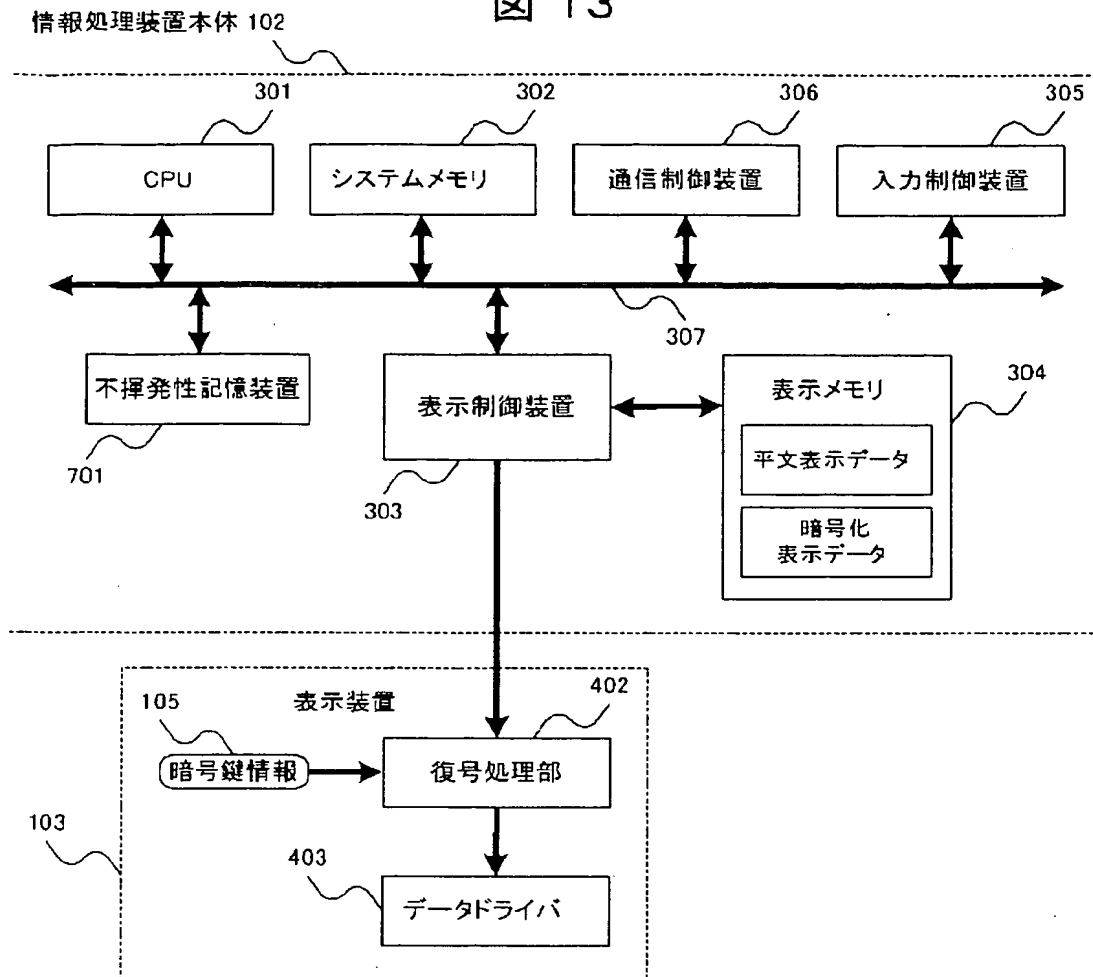 図 13
情報処理装置本体 102
301
302
306
305
CPU
システムメモリ
通信制御装置
入力制御装置
307
不揮発性記憶装置
701
表示制御装置
303
表示メモリ
304
平文表示データ
暗号化
表示データ
表示装置
105
402
暗号鍵情報
復号処理部
103
403
データドライバ